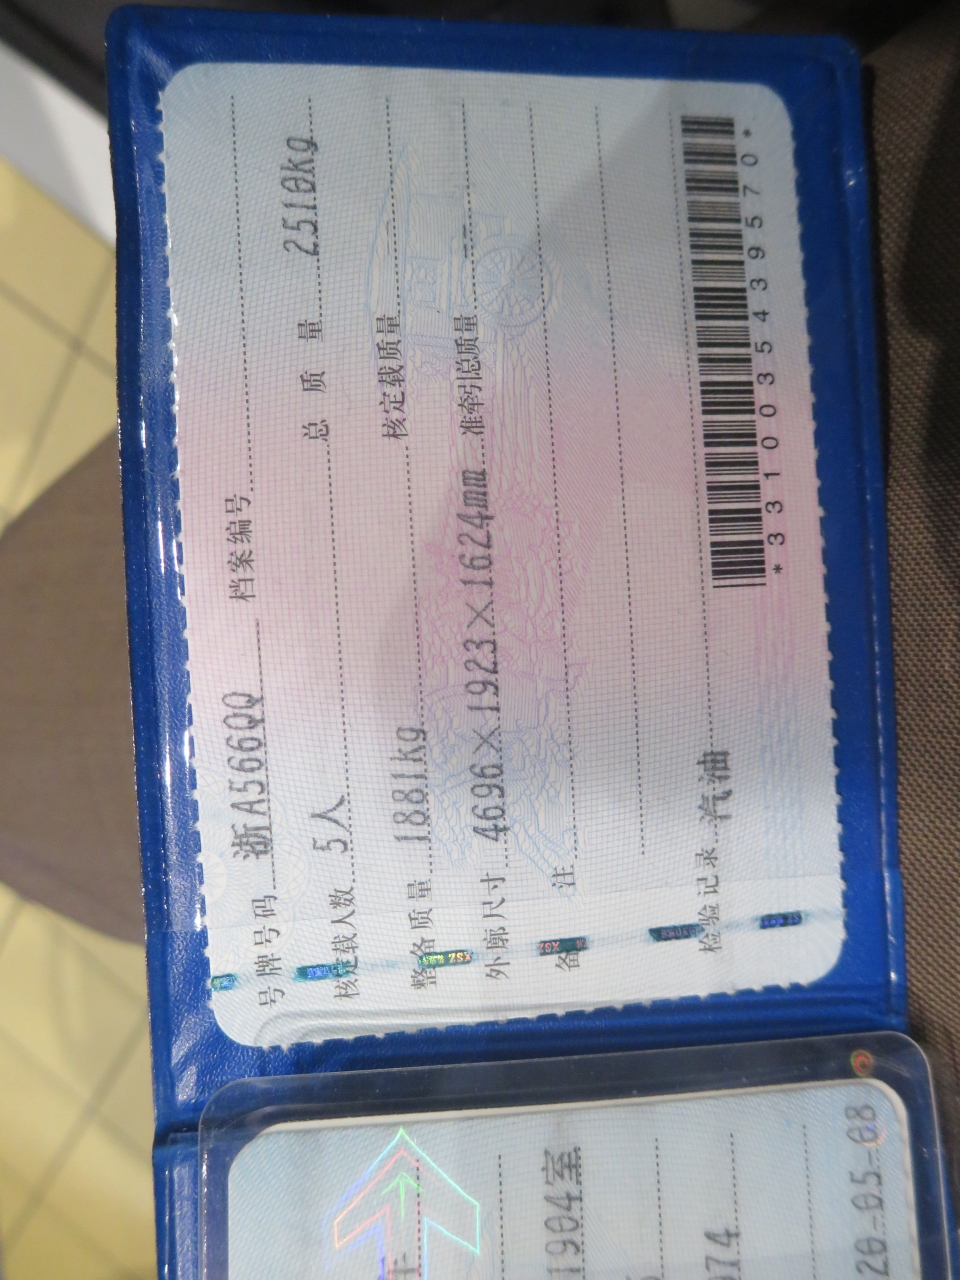 号牌号码 浙A566QQ 档案编号
核定载人数 5人 总质量 2510kg
整备质量 1881kg 核定载质量
外廓尺寸 4696×1923×1624mm 准牵引总质量 --
备注
检验记录 汽油
*3310035439570*
1904室
074
20-05-08